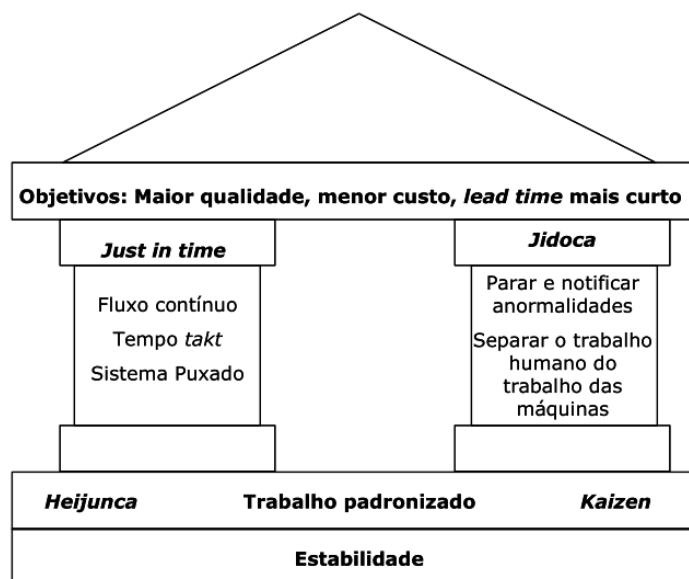 Objetivos: Maior qualidade, menor custo, lead time mais curto
Just in time
Fluxo contínuo
Tempo takt
Sistema Puxado
Jidoca
Parar e notificar
anormalidades
Separar o trabalho
humano do
trabalho das
máquinas
Heijunca Trabalho padronizado Kaizen
Estabilidade